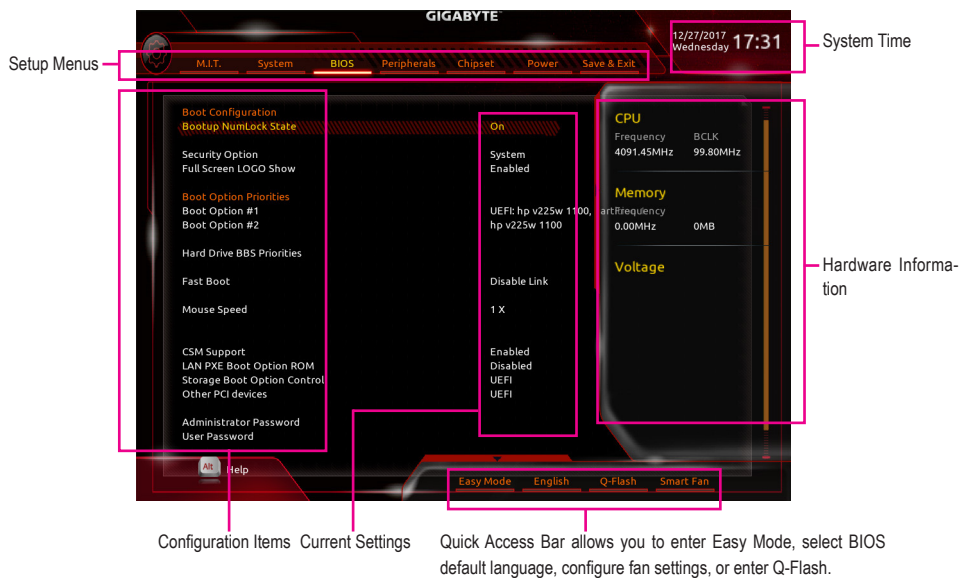 GIGABYTE™
12/27/2017
Wednesday
17:31
System Time
Setup Menus
M.I.T. System BIOS Peripherals Chipset Power Save & Exit
Boot Configuration
Bootup NumLock State On
Security Option System
Full Screen LOGO Show Enabled
Boot Option Priorities
Boot Option #1 UEFI: hp v225w 1100,
Boot Option #2 hp v225w 1100
Hard Drive BBS Priorities
Fast Boot Disable Link
Mouse Speed 1 X
CSM Support Enabled
LAN PXE Boot Option ROM Disabled
Storage Boot Option Control UEFI
Other PCI devices UEFI
Administrator Password
User Password
CPU
Frequency BCLK
4091.45MHz 99.80MHz
Memory
Frequency
0.00MHz 0MB
Voltage
Hardware Informa-
tion
Alt Help
Easy Mode English Q-Flash Smart Fan
Configuration Items Current Settings
Quick Access Bar allows you to enter Easy Mode, select BIOS
default language, configure fan settings, or enter Q-Flash.